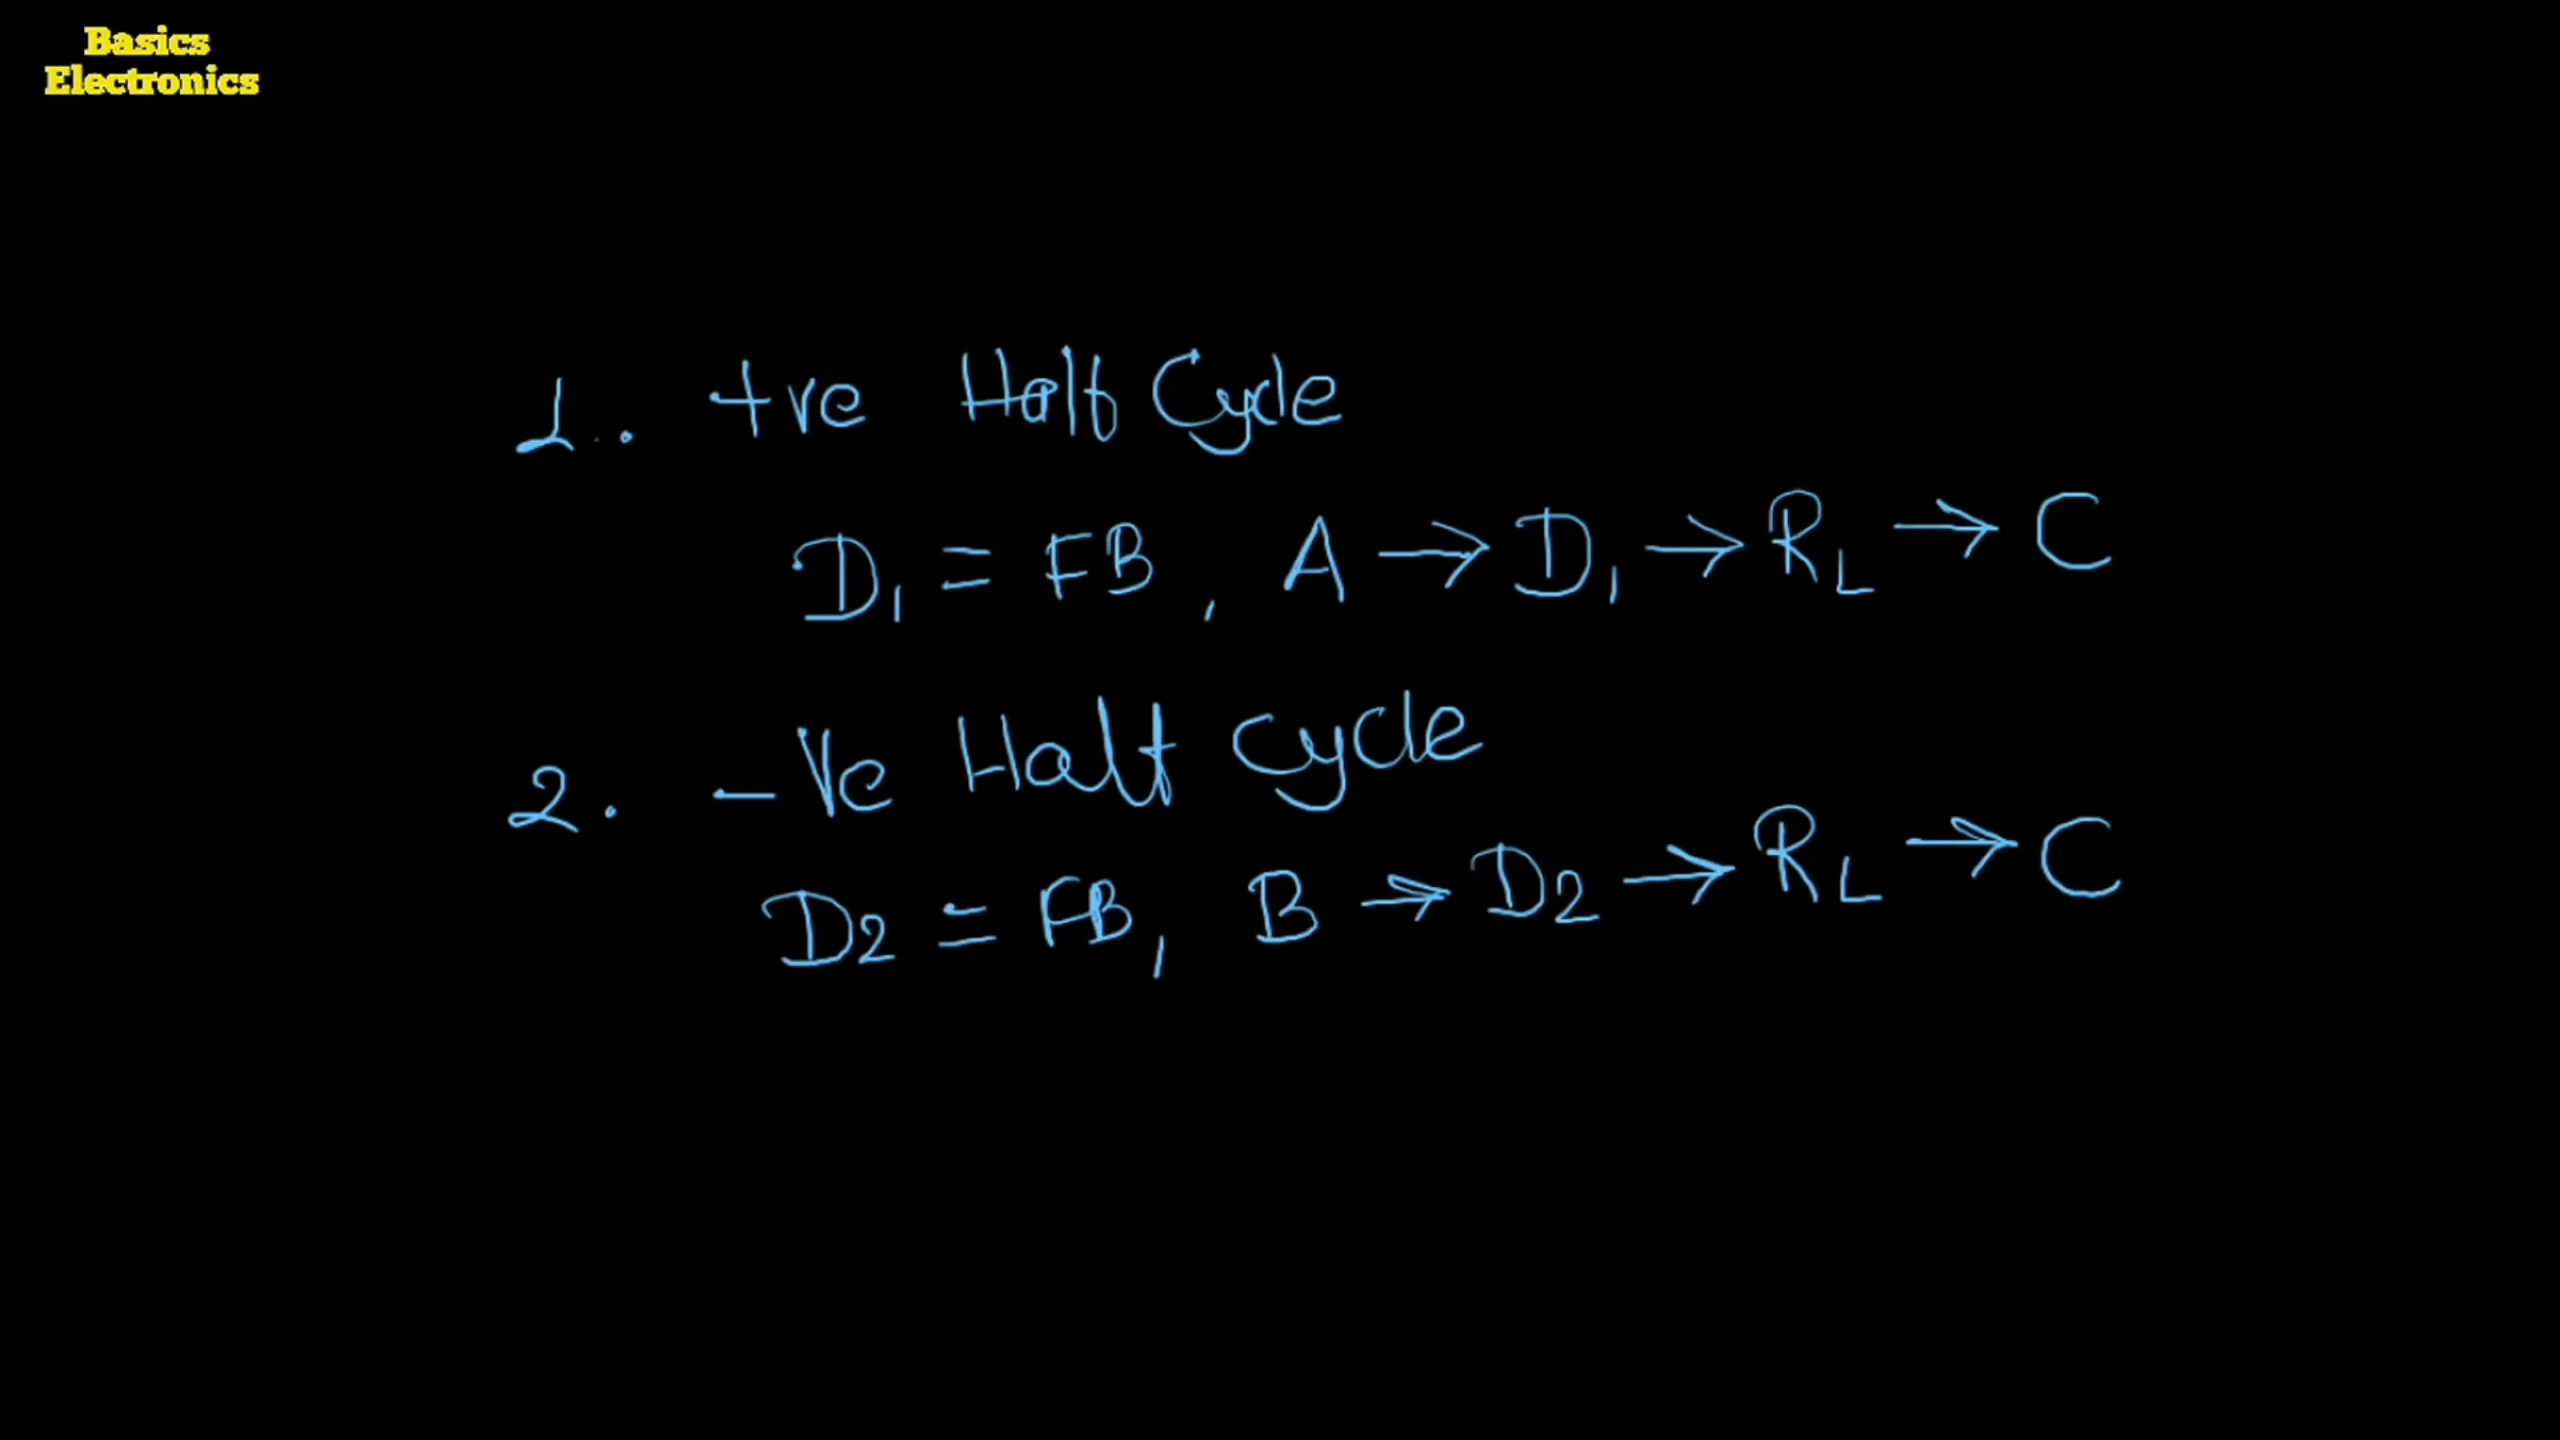 Basics
Electronics
1.. +ve Half Cycle
D1 = FB, A → D1 → RL → C
2. -Ve Half Cycle
D2 = FB, B → D2 → RL → C